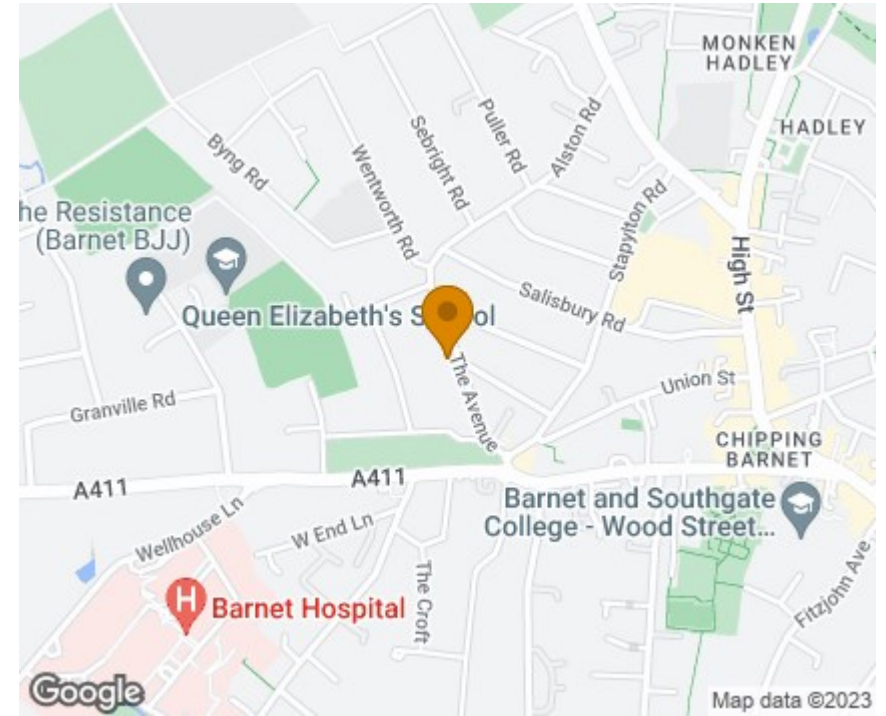 MONKEN
HADLEY
HADLEY
Puller Rd
Alston Rd
Sebright Rd
Byng Rd
Wentworth Rd
Stapylton Rd
he Resistance
(Barnet BJJ)
High St
Salisbury Rd
Queen Elizabeth's S ol
The Avenue
Union St
Granville Rd
CHIPPING
BARNET
A411
A411
Barnet and Southgate
College - Wood Street...
Wellhouse Ln
W End Ln
The Croft
Fitzjohn Ave
H
Barnet Hospital
Google
Map data ©2023